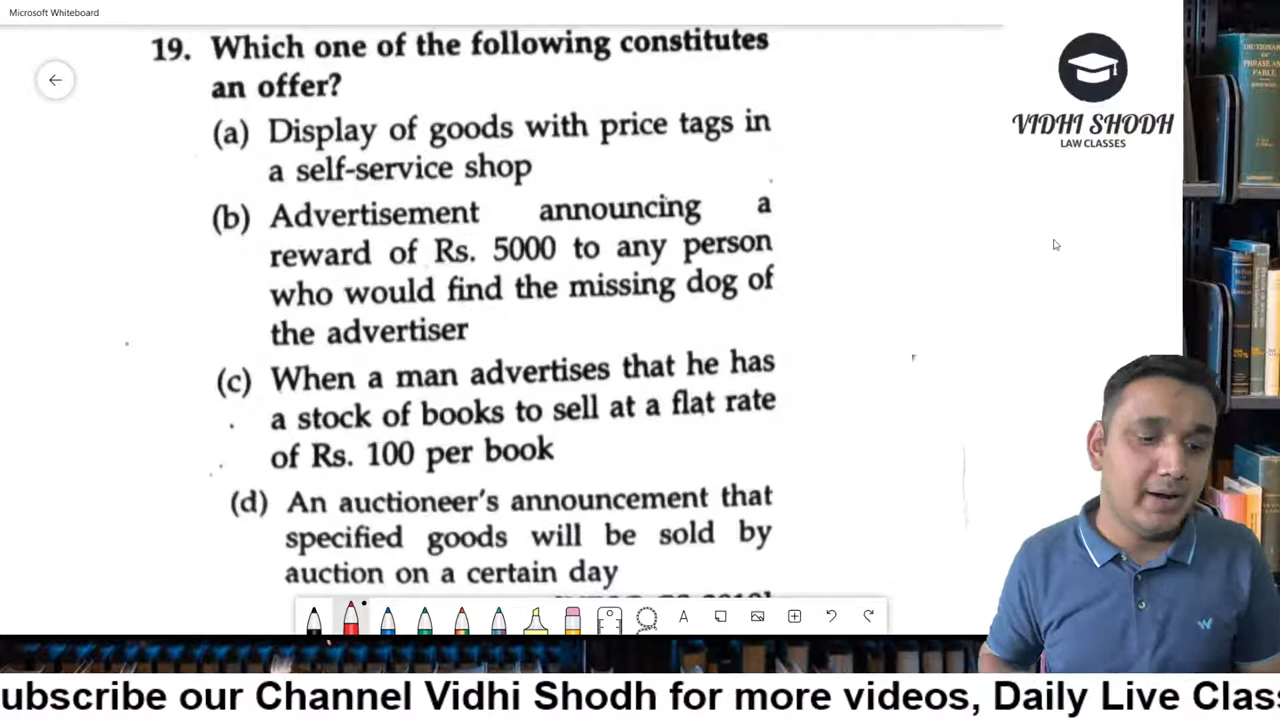 Microsoft Whiteboard
19. Which one of the following constitutes
an offer?
(a) Display of goods with price tags in
a self-service shop
(b) Advertisement announcing a
reward of Rs. 5000 to any person
who would find the missing dog of
the advertiser
(c) When a man advertises that he has
a stock of books to sell at a flat rate
of Rs. 100 per book
(d) An auctioneer's announcement that
specified goods will be sold by
auction on a certain day
VIDHI SHODH
LAW CLASSES
A
ubscribe our Channel Vidhi Shodh for more videos, Daily Live Clas